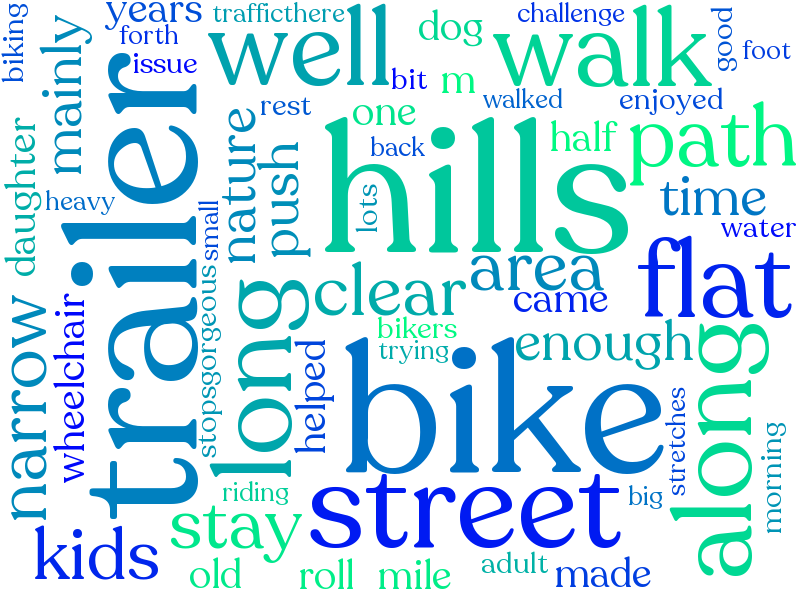 biking
mainly
years
forth
issue
trafficthere
well
bit
dog
m
walk
challenge
good
foot
rest
one
back
walked
enjoyed
half
path
daughter
heavy
trailer
small
nature
push
hills
lots
time
water
narrow
wheelchair
stopsgorgeous
long
clear
area
came
flat
helped
bikers
trying
enough
bike
along
stretches
morning
kids
riding
stay
street
big
old
roll
mile
adult
made